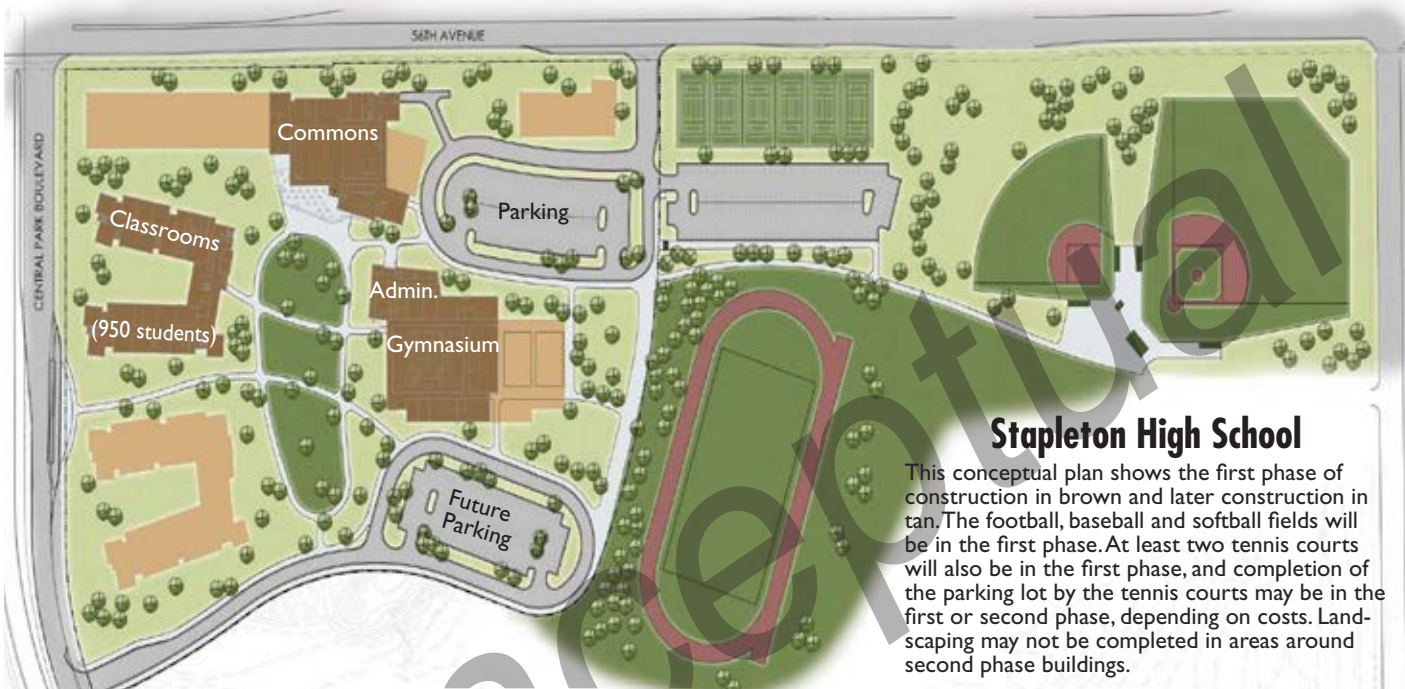 56TH AVENUE
CENTRAL PARK BOULEVARD
Commons
Classrooms
(950 students)
Parking
Admin.
Gymnasium
Future
Parking
Stapleton High School
This conceptual plan shows the first phase of
construction in brown and later construction in
tan. The football, baseball and softball fields will
be in the first phase. At least two tennis courts
will also be in the first phase, and completion of
the parking lot by the tennis courts may be in the
first or second phase, depending on costs. Land-
scaping may not be completed in areas around
second phase buildings.
ceptual